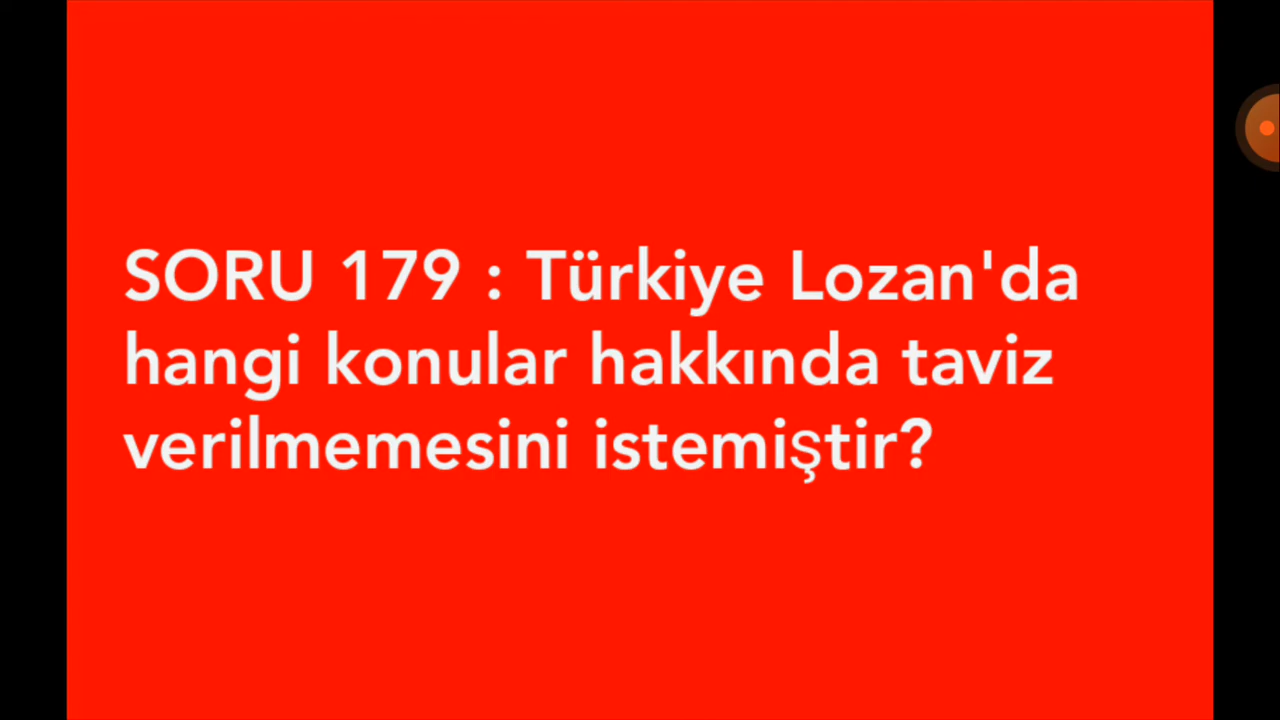 SORU 179 : Türkiye Lozan'da
hangi konular hakkında taviz
verilmemesini istemiştir?